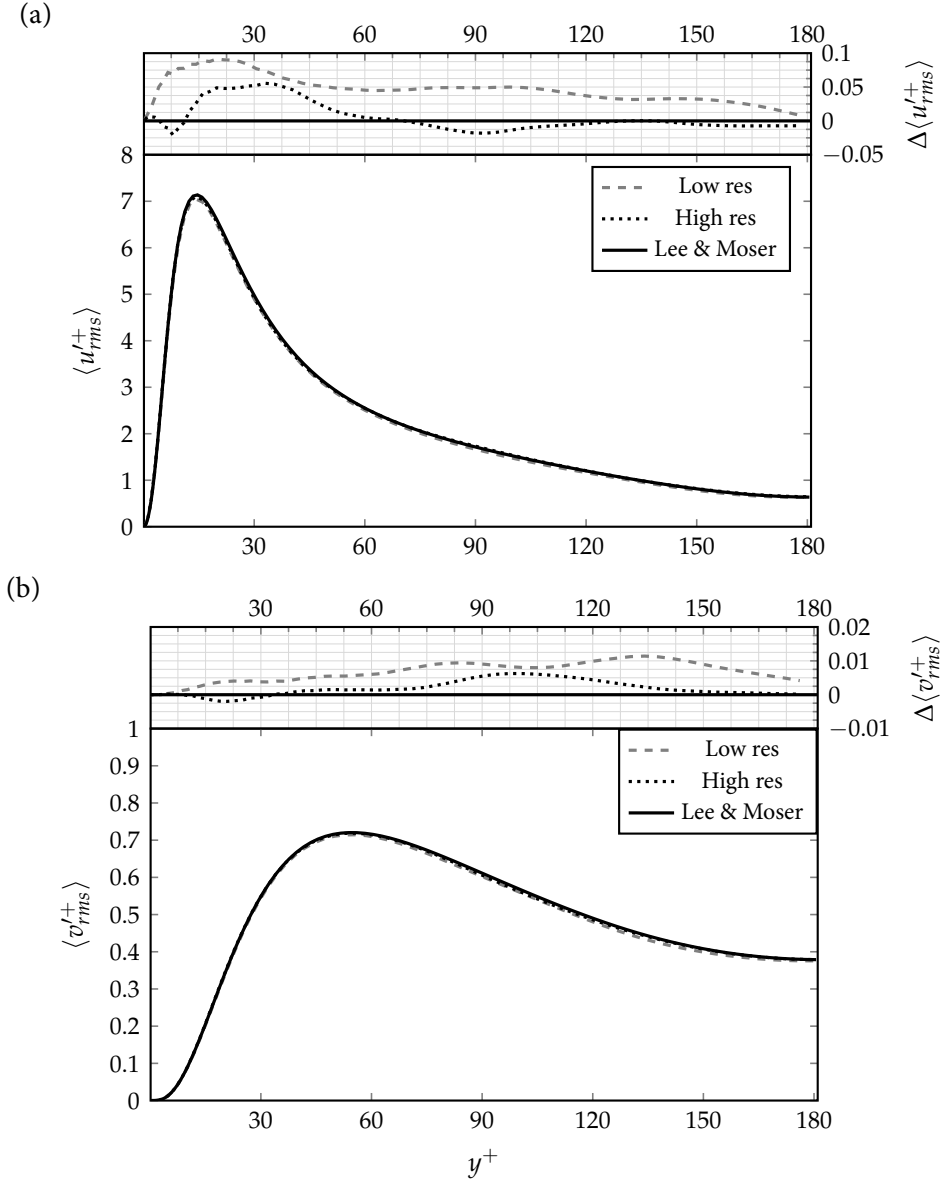 (a)
30 60 90 120 150 180
0.1
0.05
0
−0.05
Δ⟨u′⁺rms⟩
8
7
6
5
4
3
2
1
0
⟨u′⁺rms⟩
Low res
High res
Lee & Moser
30 60 90 120 150 180
(b)
30 60 90 120 150 180
0.02
0.01
0
−0.01
Δ⟨v′⁺rms⟩
1
0.9
0.8
0.7
0.6
0.5
0.4
0.3
0.2
0.1
0
⟨v′⁺rms⟩
Low res
High res
Lee & Moser
30 60 90 120 150 180
y⁺